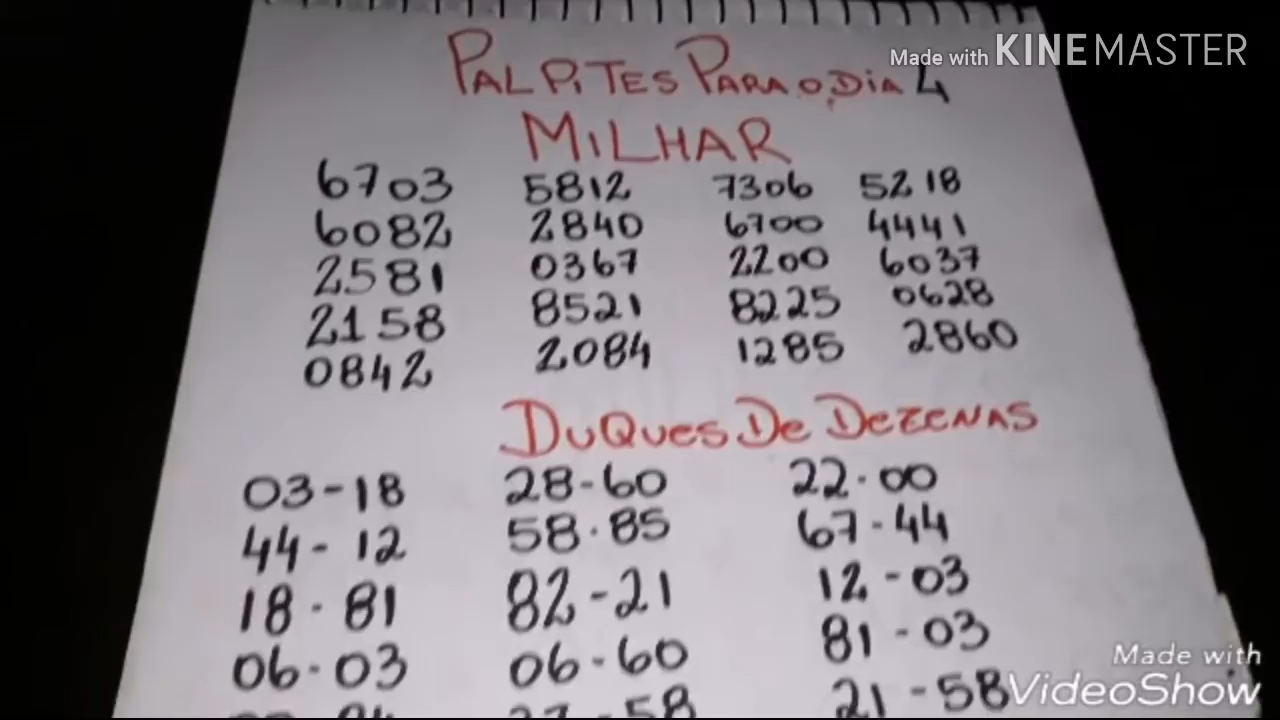 PALPITES PARA O DIA 4
Made with KINEMASTER
MILHAR
6703 5812 7306 5218
6082 2840 6700 4441
2581 0367 2200 6037
2158 8521 8225 0628
0842 2084 1285 2860
DUQUES DE DEZENAS
03-18 28-60 22-00
44-12 58-85 67-44
18-81 82-21 12-03
06-03 06-60 81-03
21-58
Made with
VideoShow